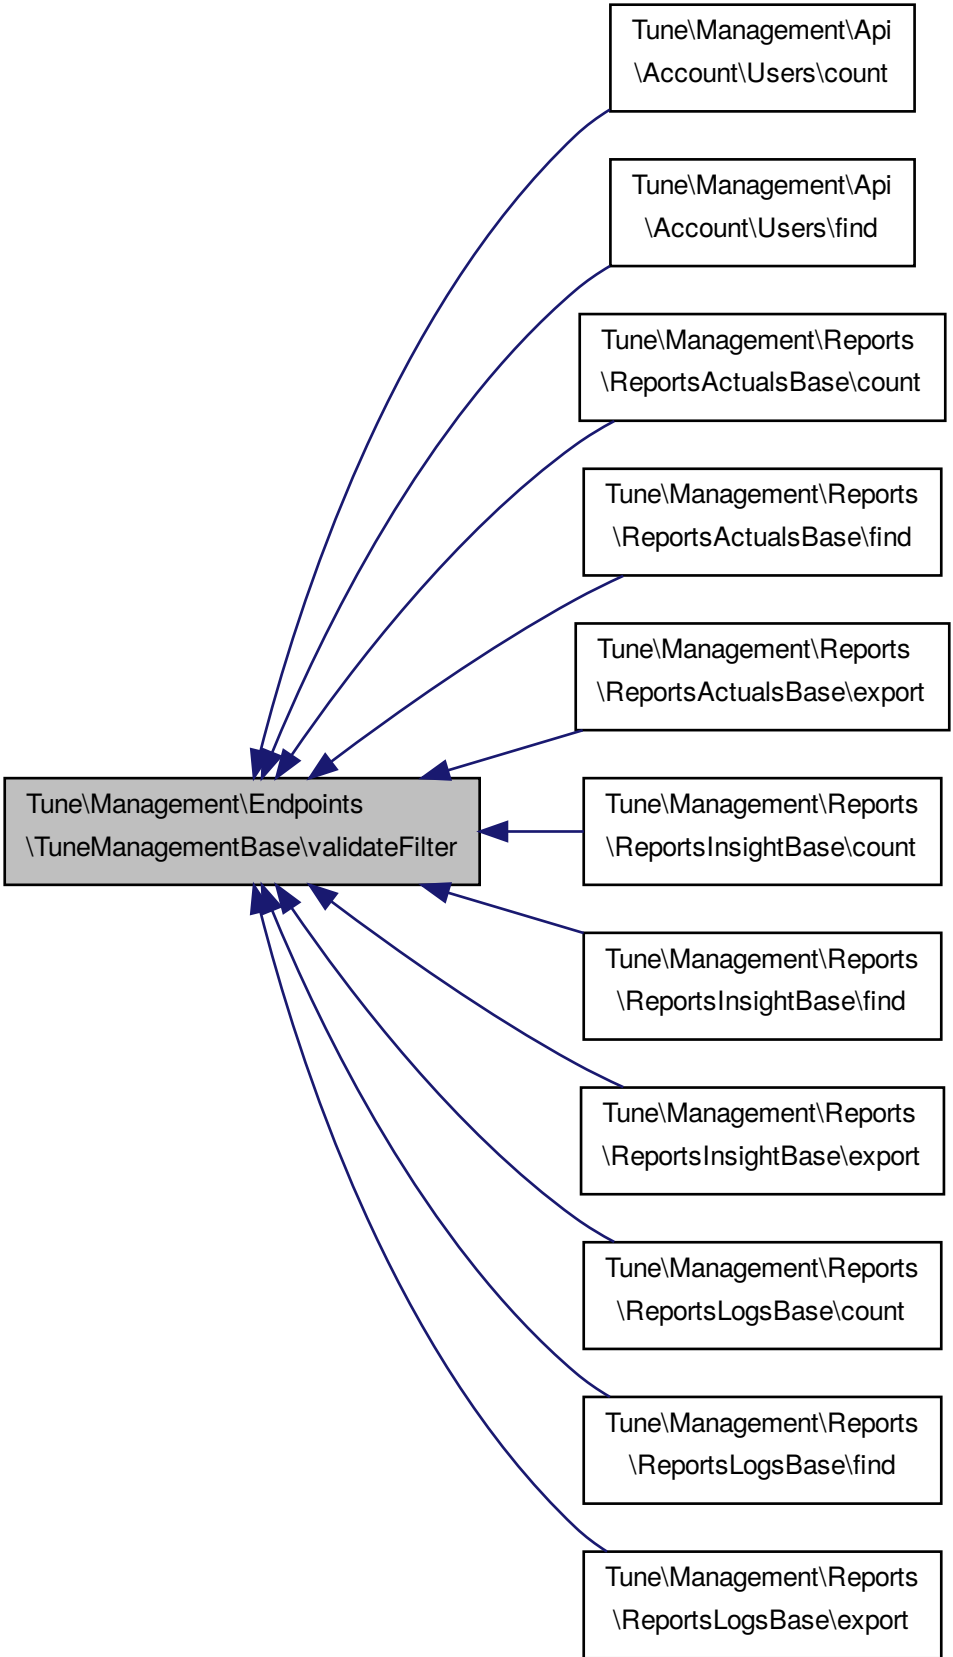 Tune\Management\Api
\Account\Users\count
Tune\Management\Api
\Account\Users\find
Tune\Management\Reports
\ReportsActualsBase\count
Tune\Management\Reports
\ReportsActualsBase\find
Tune\Management\Reports
\ReportsActualsBase\export
Tune\Management\Endpoints
\TuneManagementBase\validateFilter
Tune\Management\Reports
\ReportsInsightBase\count
Tune\Management\Reports
\ReportsInsightBase\find
Tune\Management\Reports
\ReportsInsightBase\export
Tune\Management\Reports
\ReportsLogsBase\count
Tune\Management\Reports
\ReportsLogsBase\find
Tune\Management\Reports
\ReportsLogsBase\export